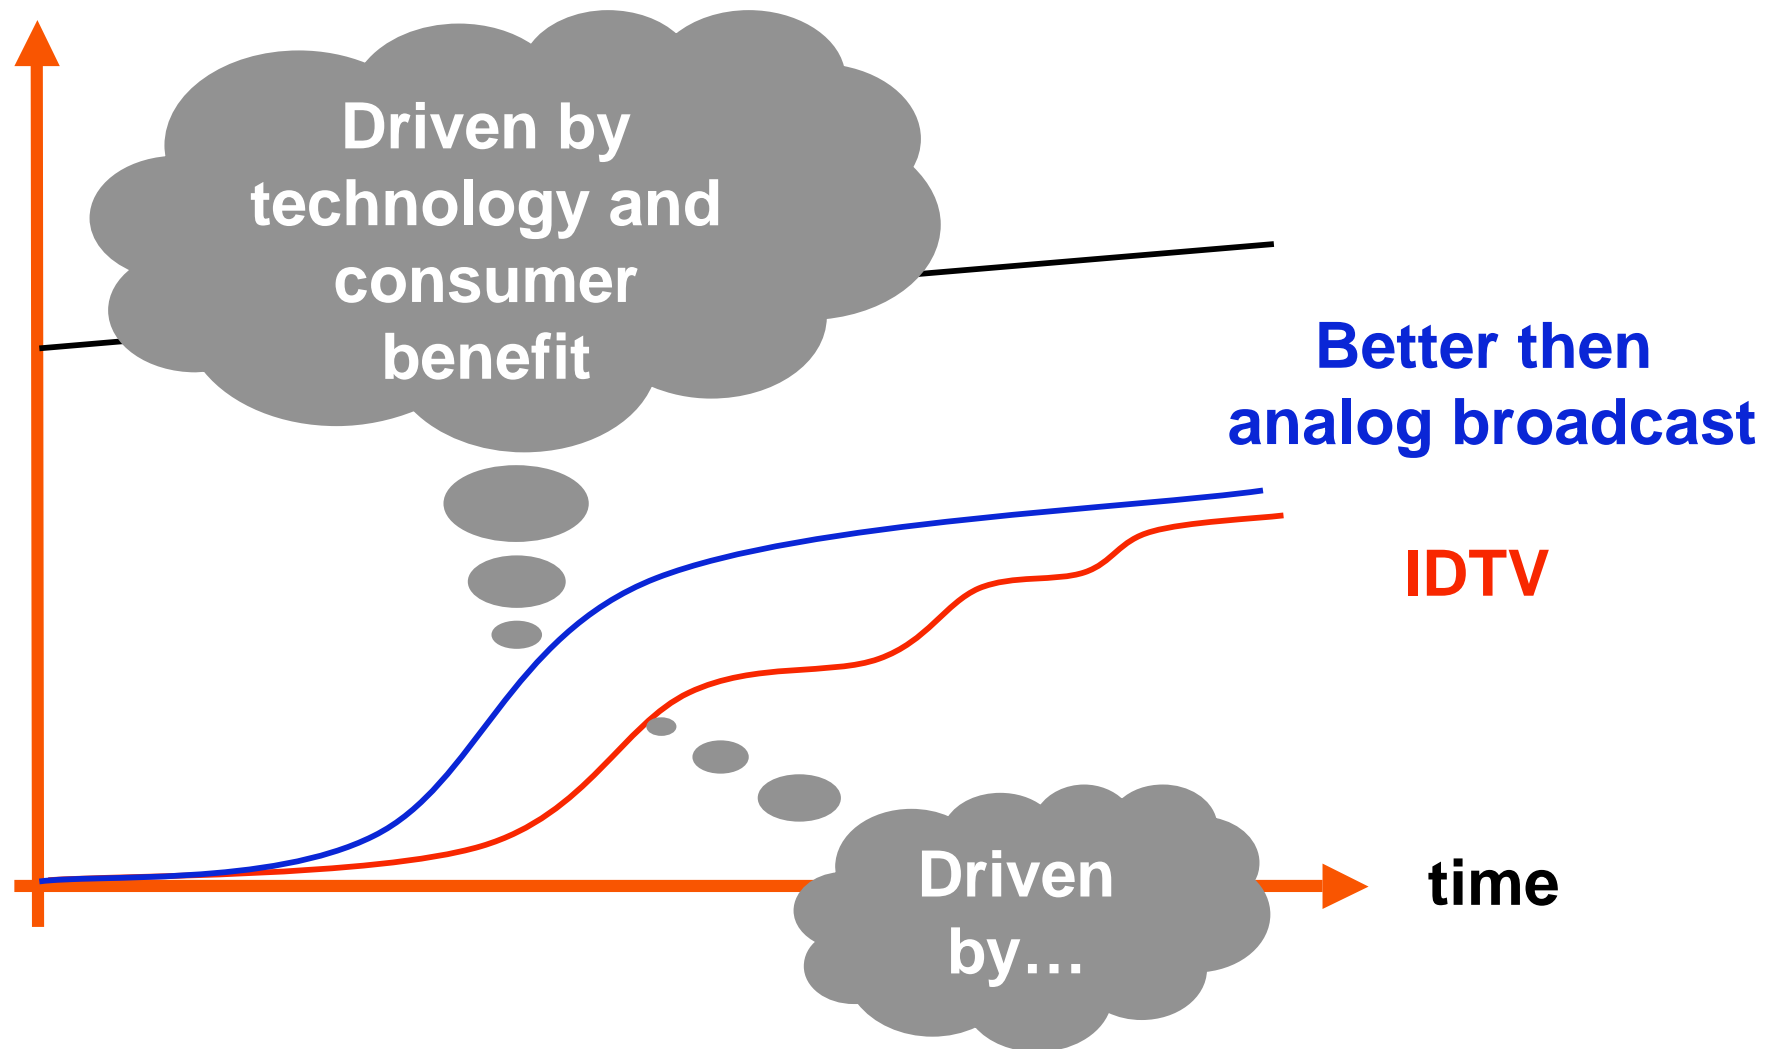 Driven by
technology and
consumer
benefit
Better then
analog broadcast
IDTV
Driven
by…
time